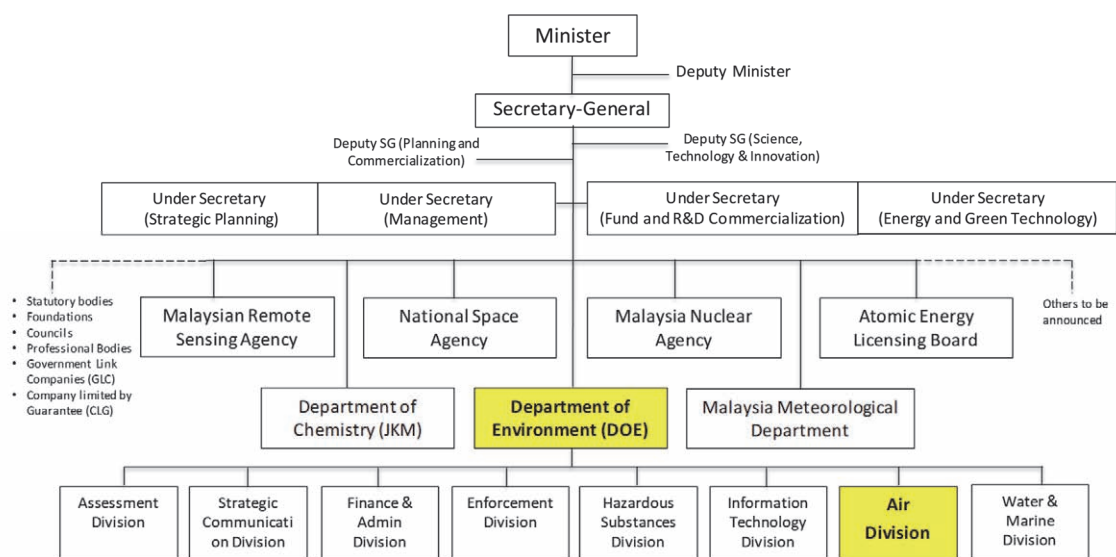 Minister
Deputy Minister
Secretary-General
Deputy SG (Planning and
Commercialization)
Deputy SG (Science,
Technology & Innovation)
Under Secretary
(Strategic Planning)
Under Secretary
(Management)
Under Secretary
(Fund and R&D Commercialization)
Under Secretary
(Energy and Green Technology)
• Statutory bodies
• Foundations
• Councils
• Professional Bodies
• Government Link
Companies (GLC)
• Company limited by
Guarantee (CLG)
Malaysian Remote
Sensing Agency
National Space
Agency
Malaysia Nuclear
Agency
Atomic Energy
Licensing Board
Others to be
announced
Department of
Chemistry (JKM)
Department of
Environment (DOE)
Malaysia Meteorological
Department
Assessment
Division
Strategic
Communicati
on Division
Finance &
Admin
Division
Enforcement
Division
Hazardous
Substances
Division
Information
Technology
Division
Air
Division
Water &
Marine
Division